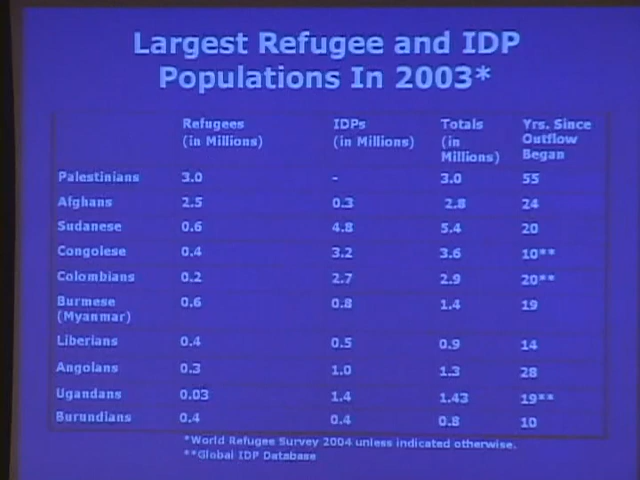 Largest Refugee and IDP
Populations In 2003*
Refugees (in Millions) IDPs (in Millions) Totals (in Millions) Yrs. Since Outflow Began
Palestinians 3.0 - 3.0 55
Afghans 2.5 0.3 2.8 24
Sudanese 0.6 4.8 5.4 20
Congolese 0.4 3.2 3.6 10**
Colombians 0.2 2.7 2.9 20**
Burmese (Myanmar) 0.6 0.8 1.4 19
Liberians 0.4 0.5 0.9 14
Angolans 0.3 1.0 1.3 28
Ugandans 0.03 1.4 1.43 19**
Burundians 0.4 0.4 0.8 10
*World Refugee Survey 2004 unless indicated otherwise.
**Global IDP Database